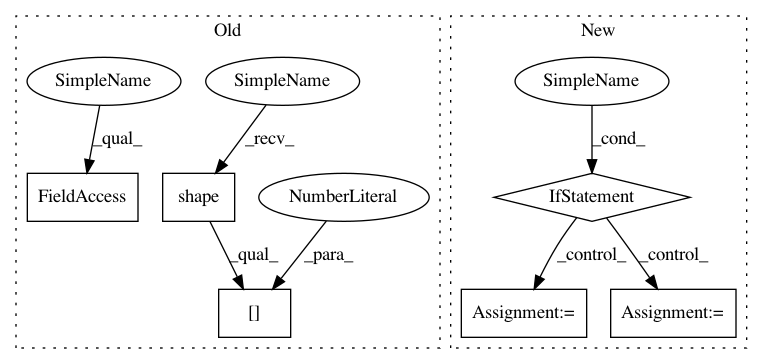 Old
New
SimpleName
SimpleName
SimpleName
_qual_
_recv_
_cond_
FieldAccess
shape
NumberLiteral
IfStatement
_qual_
_para_
_control_
_control_
[]
Assignment:=
Assignment:=